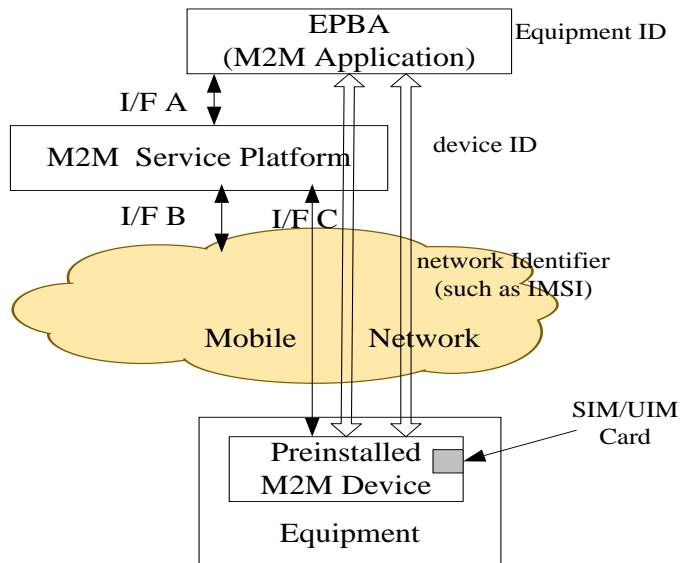 EPBA
(M2M Application)
Equipment ID
I/F A
M2M Service Platform
device ID
I/F B
I/F C
network Identifier
(such as IMSI)
Mobile Network
SIM/UIM
Card
Preinstalled
M2M Device
Equipment